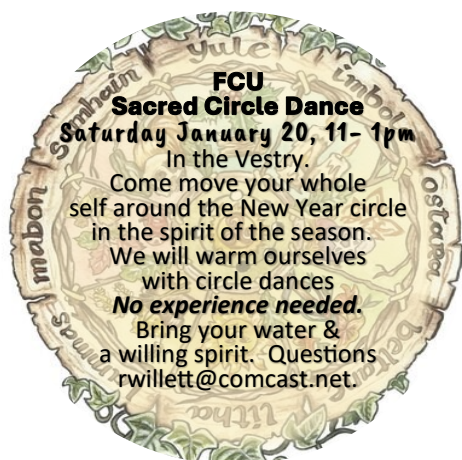 FCU
Sacred Circle Dance
Saturday January 20, 11- 1pm
In the Vestry.
Come move your whole
self around the New Year circle
in the spirit of the season.
We will warm ourselves
with circle dances
No experience needed.
Bring your water &
a willing spirit.  Questions
rwillett@comcast.net.
yule
imbolc
ostara
beltane
litha
lammas
mabon
Samhain